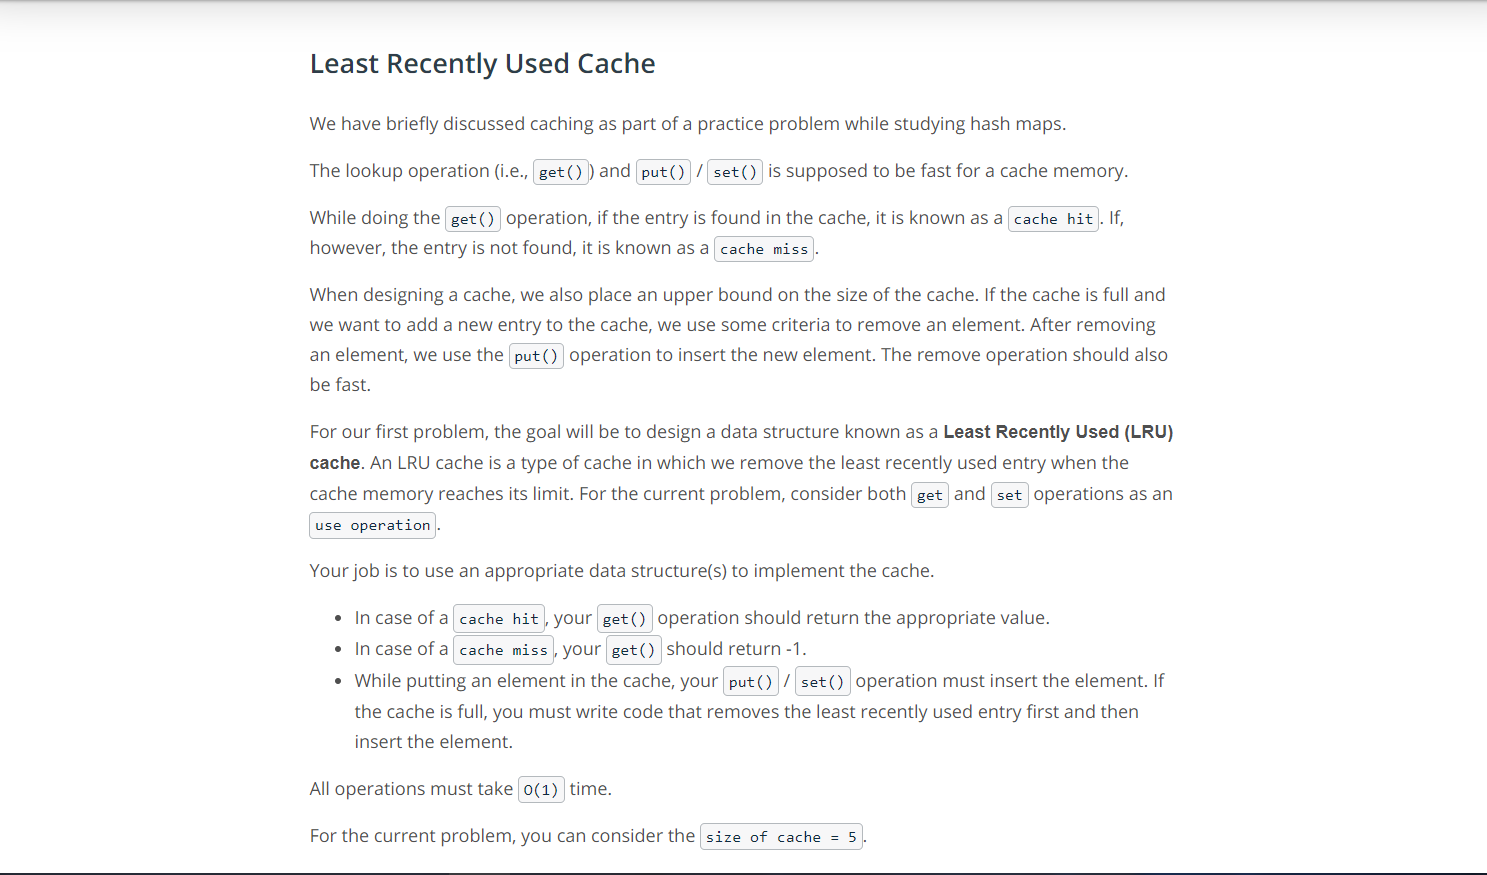 Least Recently Used Cache
We have briefly discussed caching as part of a practice problem while studying hash maps.
The lookup operation (i.e., get()) and put() / set() is supposed to be fast for a cache memory.
While doing the get() operation, if the entry is found in the cache, it is known as a cache hit. If,
however, the entry is not found, it is known as a cache miss.
When designing a cache, we also place an upper bound on the size of the cache. If the cache is full and
we want to add a new entry to the cache, we use some criteria to remove an element. After removing
an element, we use the put() operation to insert the new element. The remove operation should also
be fast.
For our first problem, the goal will be to design a data structure known as a Least Recently Used (LRU)
cache. An LRU cache is a type of cache in which we remove the least recently used entry when the
cache memory reaches its limit. For the current problem, consider both get and set operations as an
use operation.
Your job is to use an appropriate data structure(s) to implement the cache.
• In case of a cache hit, your get() operation should return the appropriate value.
• In case of a cache miss, your get() should return -1.
• While putting an element in the cache, your put() / set() operation must insert the element. If
the cache is full, you must write code that removes the least recently used entry first and then
insert the element.
All operations must take O(1) time.
For the current problem, you can consider the size of cache = 5.